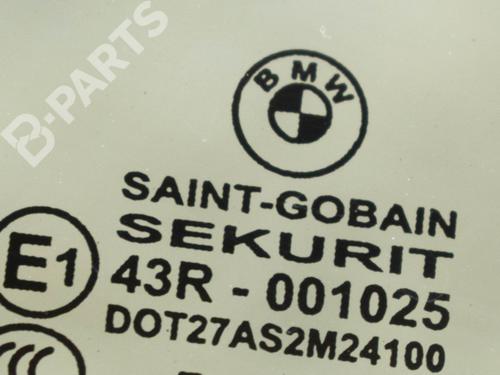 B-PARTS
BMW
SAINT-GOBAIN
SEKURIT
E1
43R - 001025
DOT27AS2M24100